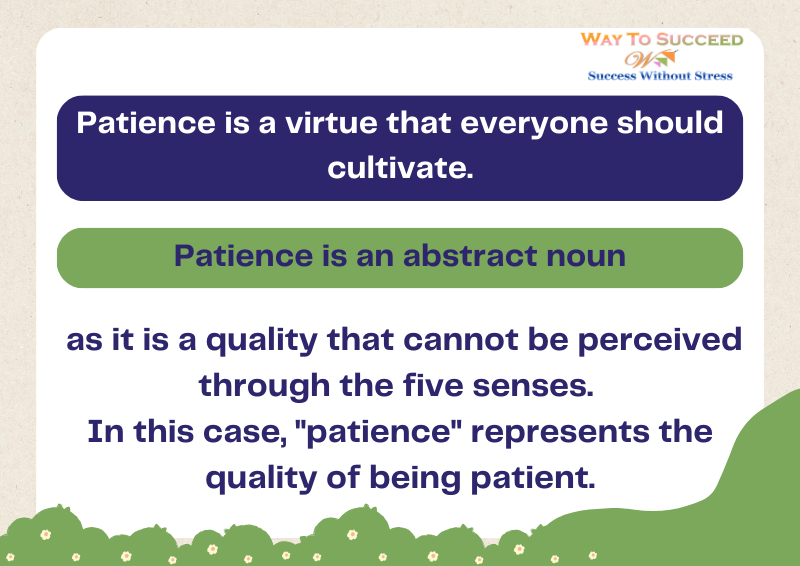 WAY TO SUCCEED
WS
Success Without Stress
Patience is a virtue that everyone should
cultivate.
Patience is an abstract noun
as it is a quality that cannot be perceived
through the five senses.
In this case, "patience" represents the
quality of being patient.